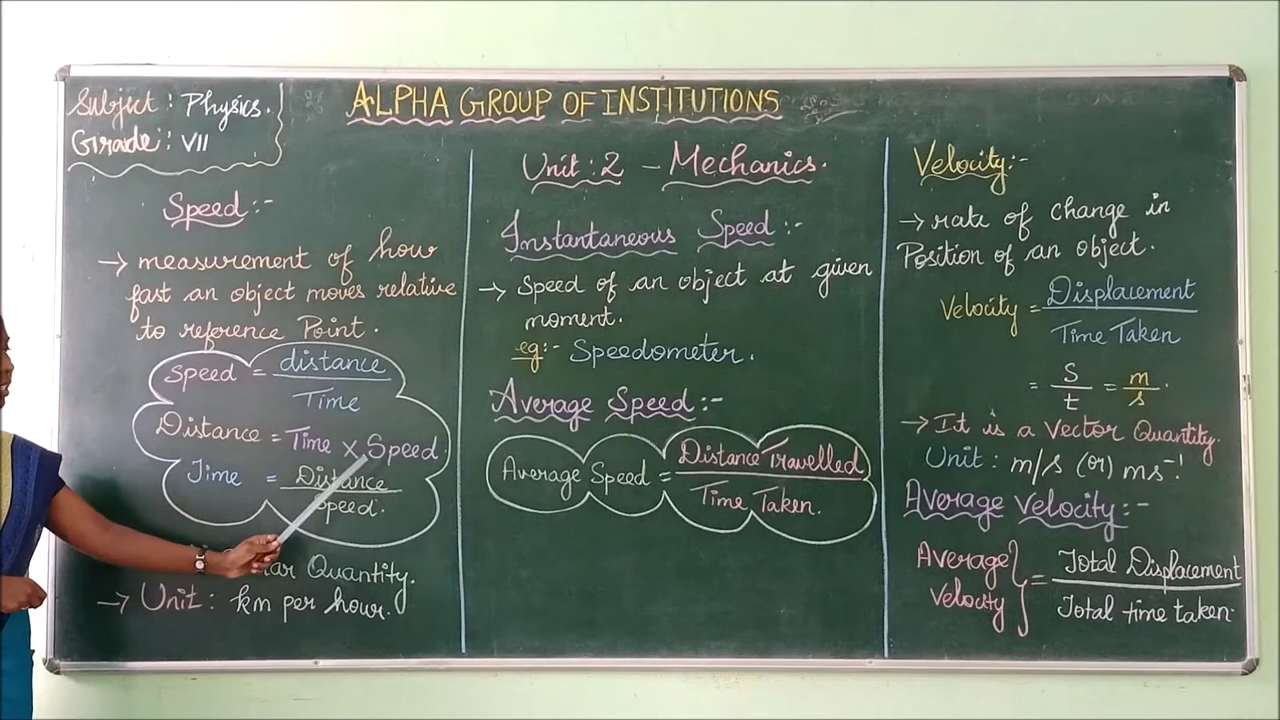 Subject : Physics.
Grade : VII
ALPHA GROUP OF INSTITUTIONS
Speed :-
→ measurement of how
fast an object moves relative
to reference Point.
Speed = distance
Time
Distance = Time x Speed.
Time = Distance
Speed.
Quantity.
→ Unit : km per hour.
Unit : 2 - Mechanics.
Instantaneous Speed :-
→ Speed of an object at given
moment.
eg:- Speedometer.
Average Speed :-
Average Speed = Distance Travelled
Time Taken.
Velocity :-
→ rate of change in
Position of an object.
Velocity = Displacement
Time Taken
= S/t = m/s.
→ It is a Vector Quantity.
Unit : m/s (or) ms⁻¹
Average Velocity :-
Average Velocity } = Total Displacement
Total time taken.